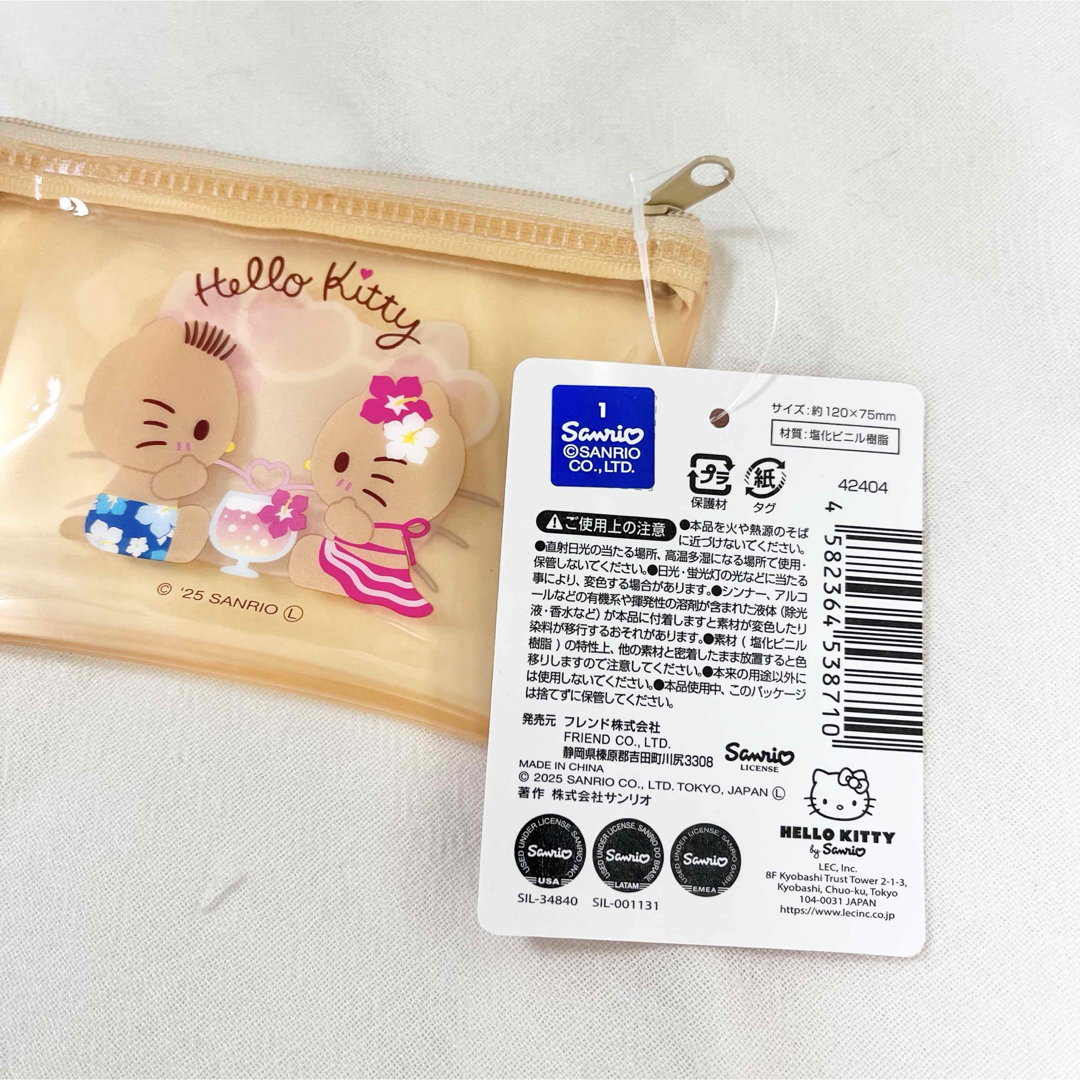 Hello Kitty
© '25 SANRIO Ⓛ
1
Sanrio
©SANRIO
CO.,LTD.
サイズ：約120×75mm
材質：塩化ビニル樹脂
プラ
保護材
紙
タグ
42404
⚠ご使用上の注意
●本品を火や熱源のそば
に近づけないでください。
●直射日光の当たる場所、高温多湿になる場所で使用・
保管しないでください。●日光・蛍光灯の光などに当たる
事により、変色する場合があります。●シンナー、アルコ
ールなどの有機系や揮発性の溶剤が含まれた液体（除光
液・香水など）が本品に付着しますと素材が変色したり
染料が移行するおそれがあります。●素材（塩化ビニル
樹脂）の特性上、他の素材と密着したまま放置すると色
移りしますので注意してください。●本来の用途以外に
は使用しないでください。●本品使用中、このパッケージ
は捨てずに保管してください。
4 582364 538710
発売元 フレンド株式会社
FRIEND CO., LTD.
静岡県榛原郡吉田町川尻3308
MADE IN CHINA
© 2025 SANRIO CO., LTD. TOKYO, JAPAN Ⓛ
著作 株式会社サンリオ
Sanrio
LICENSE
USED UNDER LICENSE. SANRIO, INC.
Sanrio
USA
SIL-34840
USED UNDER LICENSE. SANRIO DO BRASIL
Sanrio
LATAM
SIL-001131
USED UNDER LICENSE. SANRIO GMBH
Sanrio
EMEA
HELLO KITTY
by Sanrio
LEC, Inc.
8F Kyobashi Trust Tower 2-1-3,
Kyobashi, Chuo-ku, Tokyo
104-0031 JAPAN
https://www.lecinc.co.jp